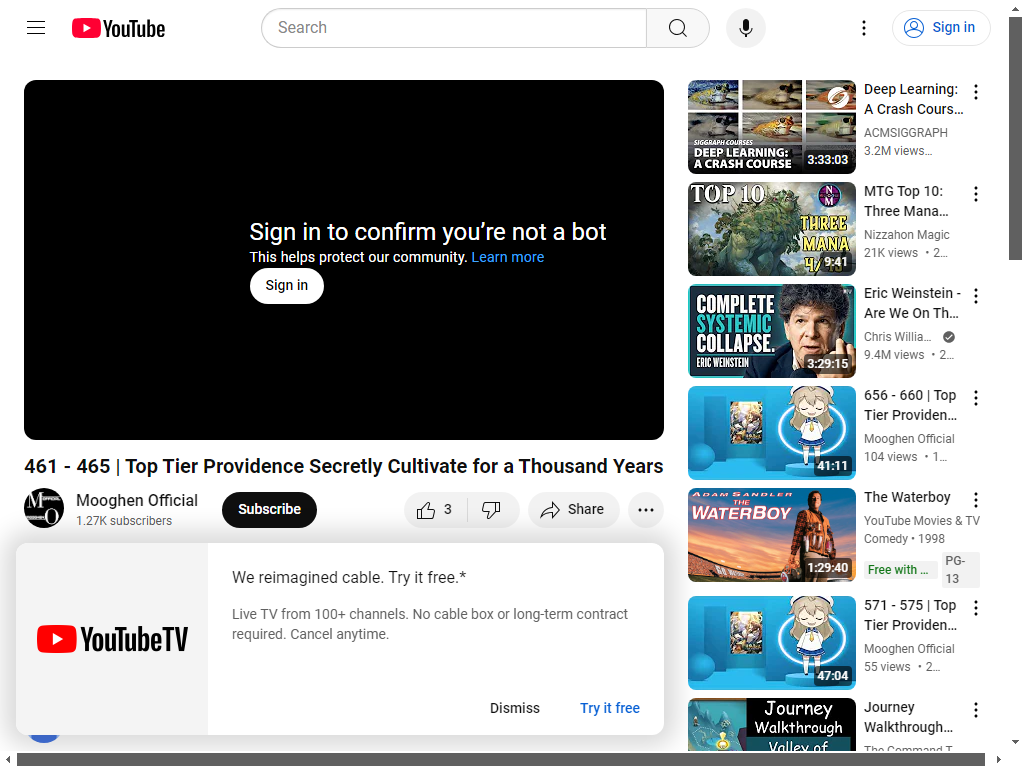 YouTube
Search
Sign in
Sign in to confirm you're not a bot
This helps protect our community. Learn more
Sign in
461 - 465 | Top Tier Providence Secretly Cultivate for a Thousand Years
Mooghen Official
1.27K subscribers
Subscribe
3
Share
We reimagined cable. Try it free.*
Live TV from 100+ channels. No cable box or long-term contract
required. Cancel anytime.
YouTubeTV
Dismiss
Try it free
SIGGRAPH COURSES
DEEP LEARNING:
A CRASH COURSE
3:33:03
Deep Learning:
A Crash Cours...
ACMSIGGRAPH
3.2M views...
TOP 10
NM
THREE
MANA
4/4S
9:41
MTG Top 10:
Three Mana...
Nizzahon Magic
21K views • 2...
COMPLETE
SYSTEMIC
COLLAPSE.
ERIC WEINSTEIN
3:29:15
Eric Weinstein -
Are We On Th...
Chris Willia...
9.4M views • 2...
41:11
656 - 660 | Top
Tier Providen...
Mooghen Official
104 views • 1...
ADAM SANDLER
THE
WATERBOY
1:29:40
The Waterboy
YouTube Movies & TV
Comedy • 1998
Free with ...
PG-
13
47:04
571 - 575 | Top
Tier Providen...
Mooghen Official
55 views • 2...
Journey
Walkthrough
Valley of
Journey
Walkthrough...
The Command T...